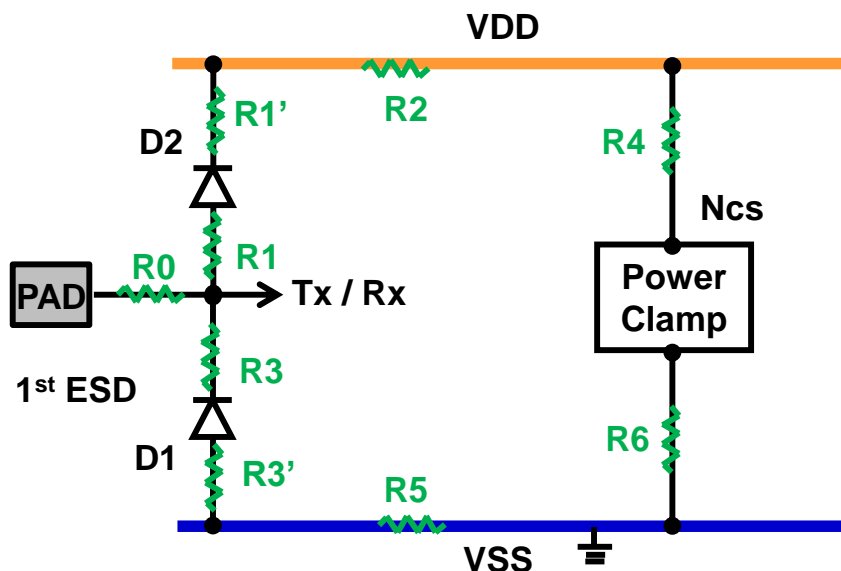 VDD
R1’
R2
D2
R4
Ncs
R0
R1
PAD
Tx / Rx
Power
Clamp
R3
1st ESD
D1
R3’
R5
R6
VSS